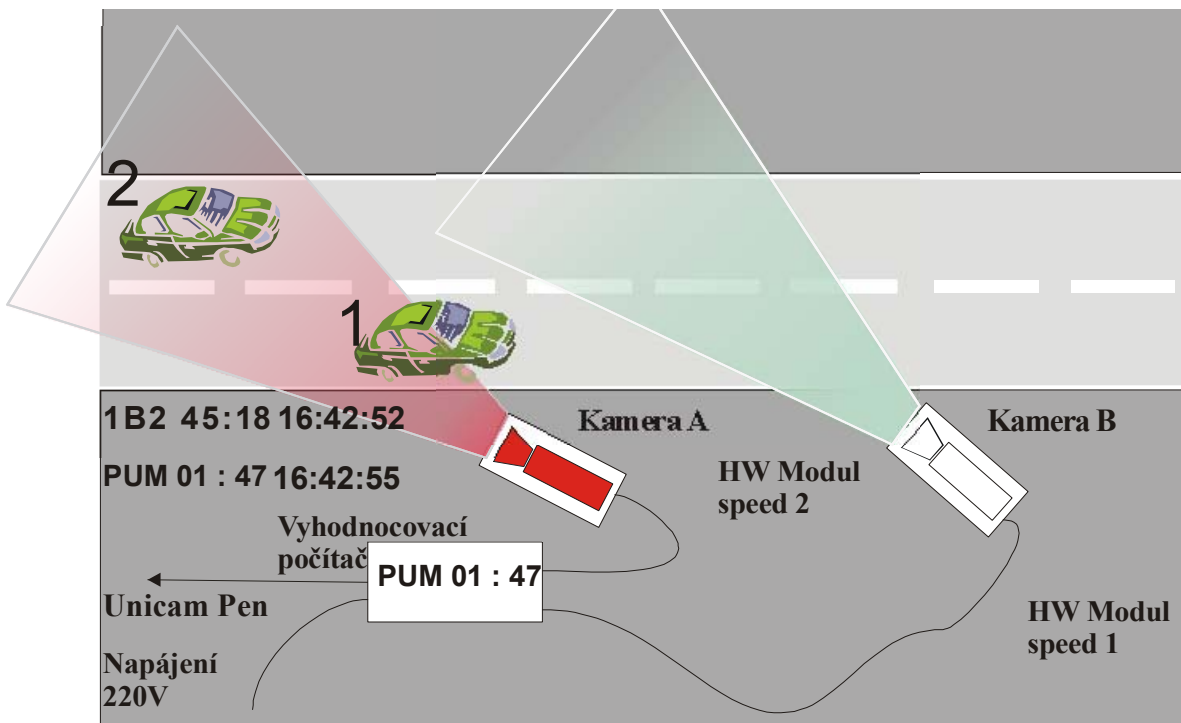 2
1
1B2 45:18 16:42:52
Kamera A
Kamera B
PUM 01 : 47 16:42:55
HW Modul
speed 2
Vyhodnocovací
počítač
PUM 01 : 47
Unicam Pen
HW Modul
speed 1
Napájení
220V